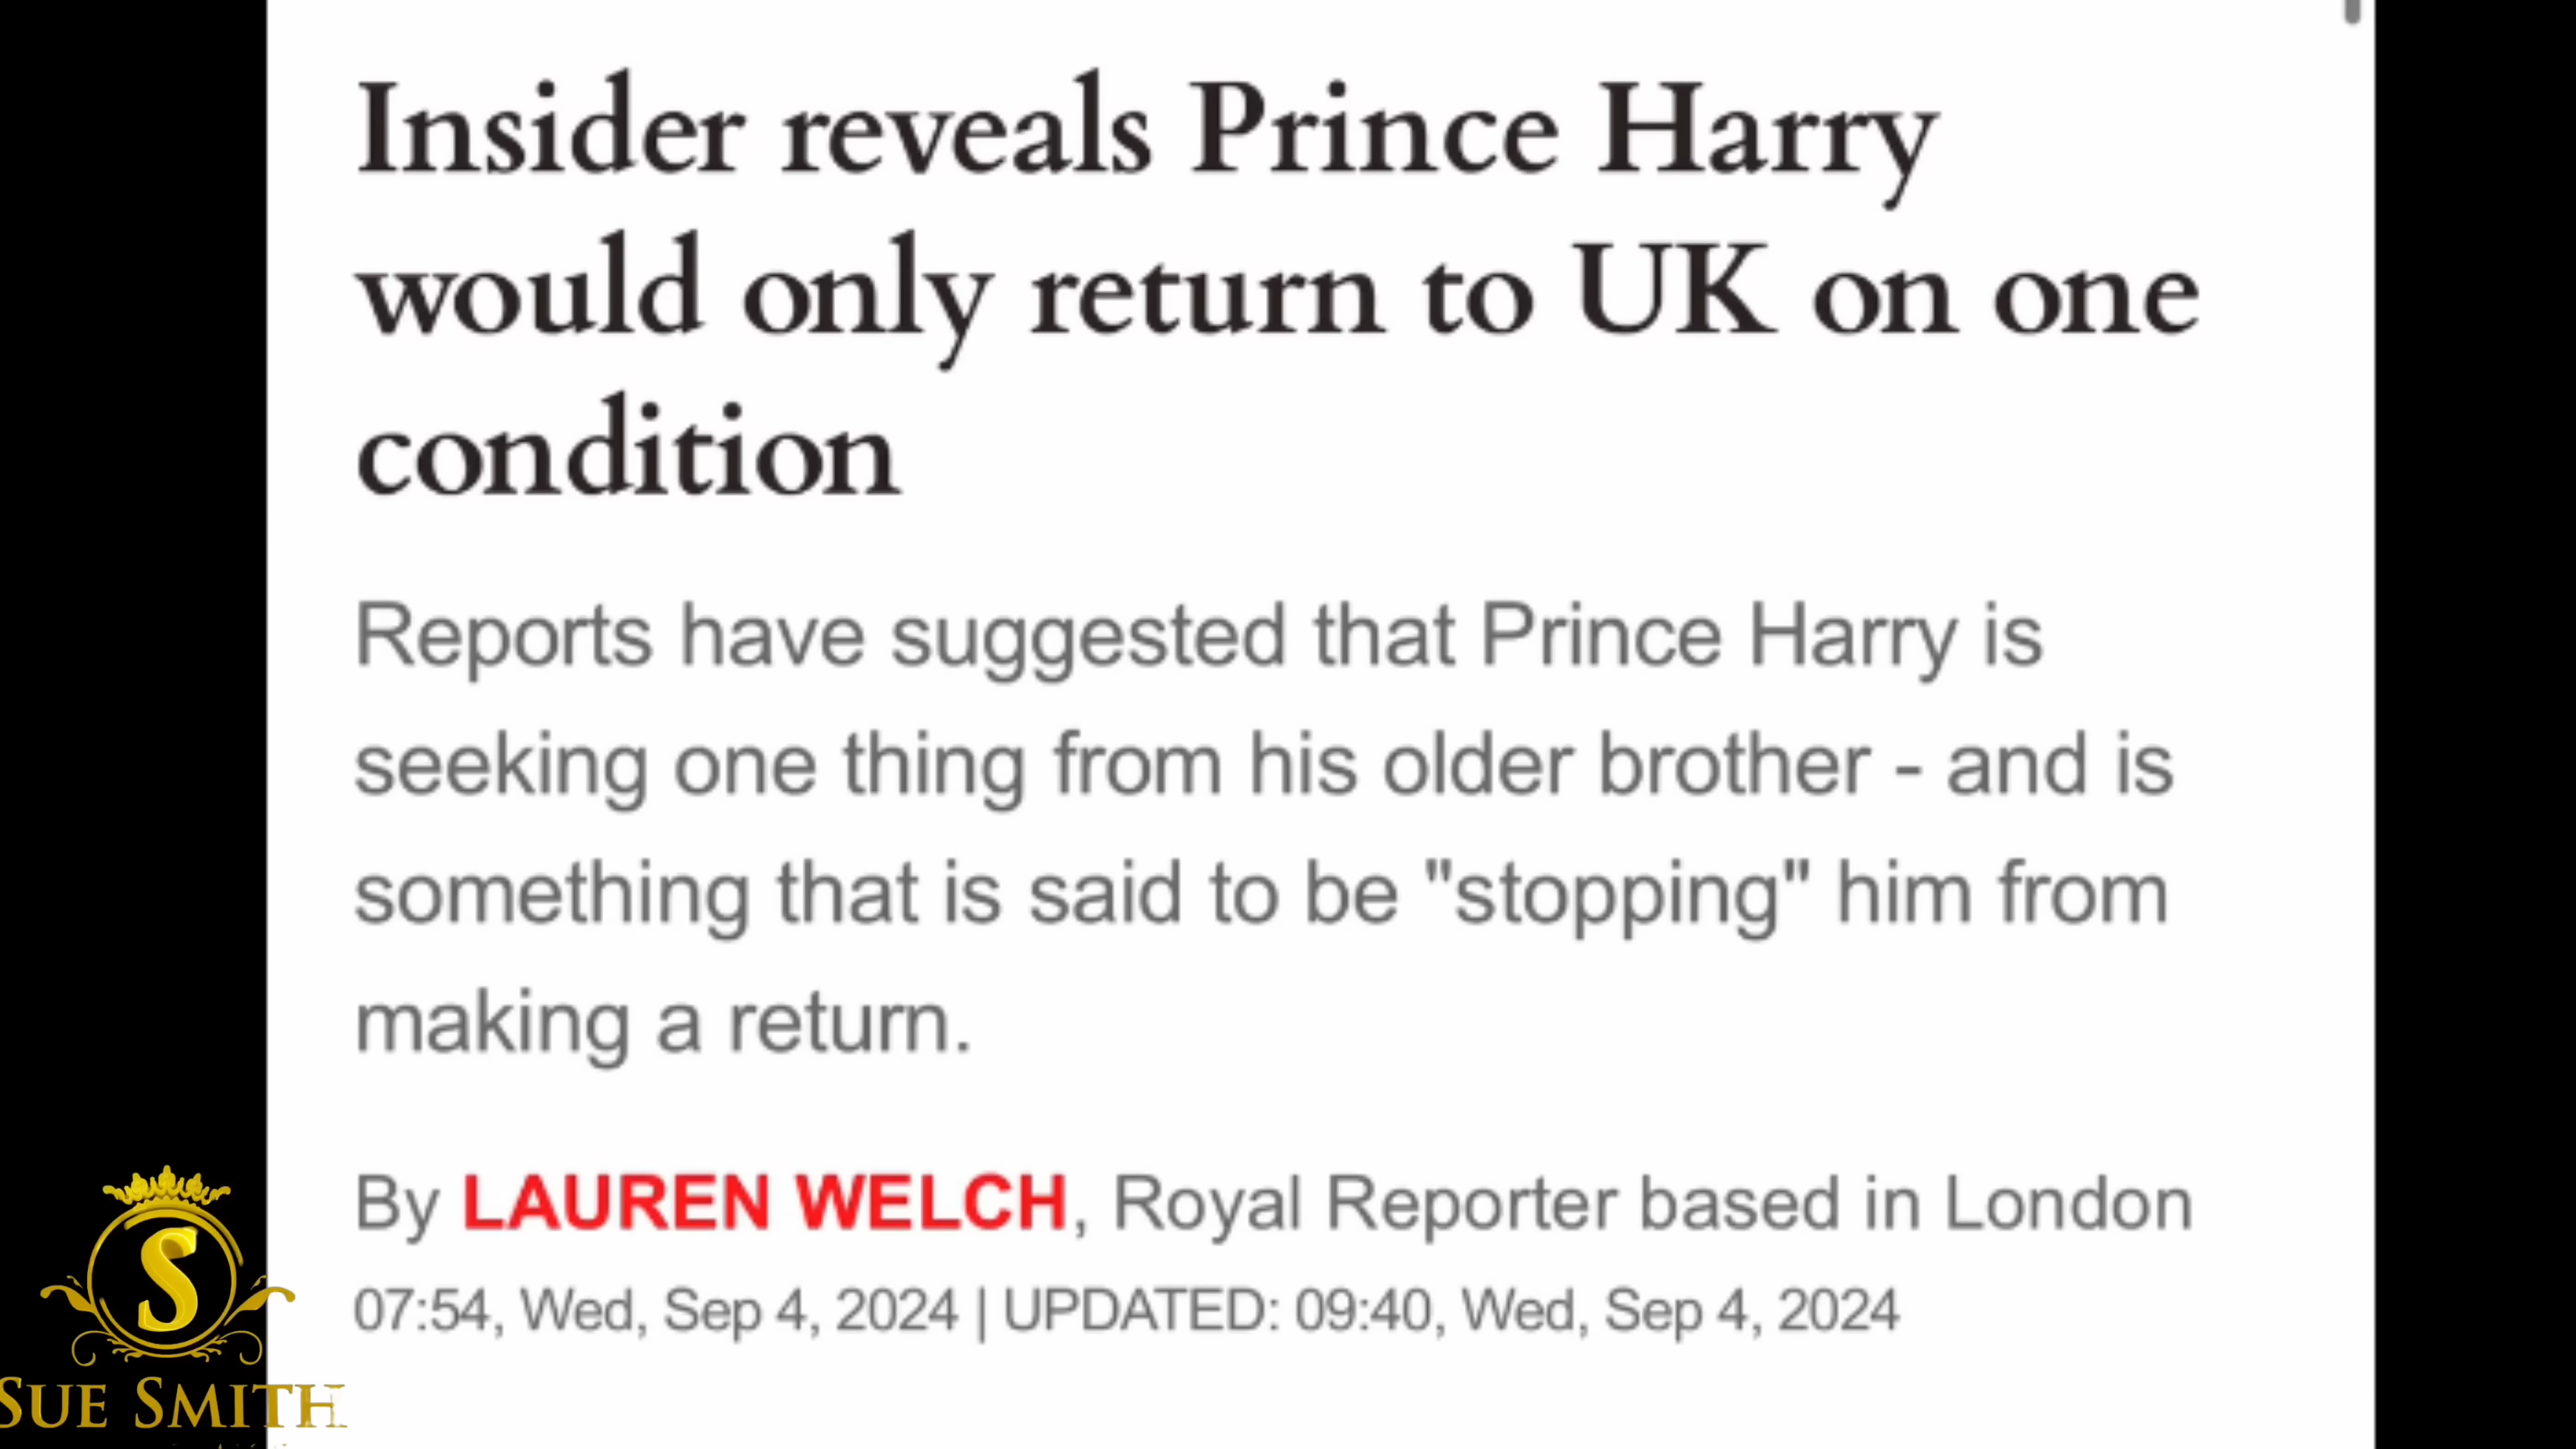 Insider reveals Prince Harry
would only return to UK on one
condition
Reports have suggested that Prince Harry is
seeking one thing from his older brother - and is
something that is said to be "stopping" him from
making a return.
By LAUREN WELCH, Royal Reporter based in London
07:54, Wed, Sep 4, 2024 | UPDATED: 09:40, Wed, Sep 4, 2024
S
SUE SMITH